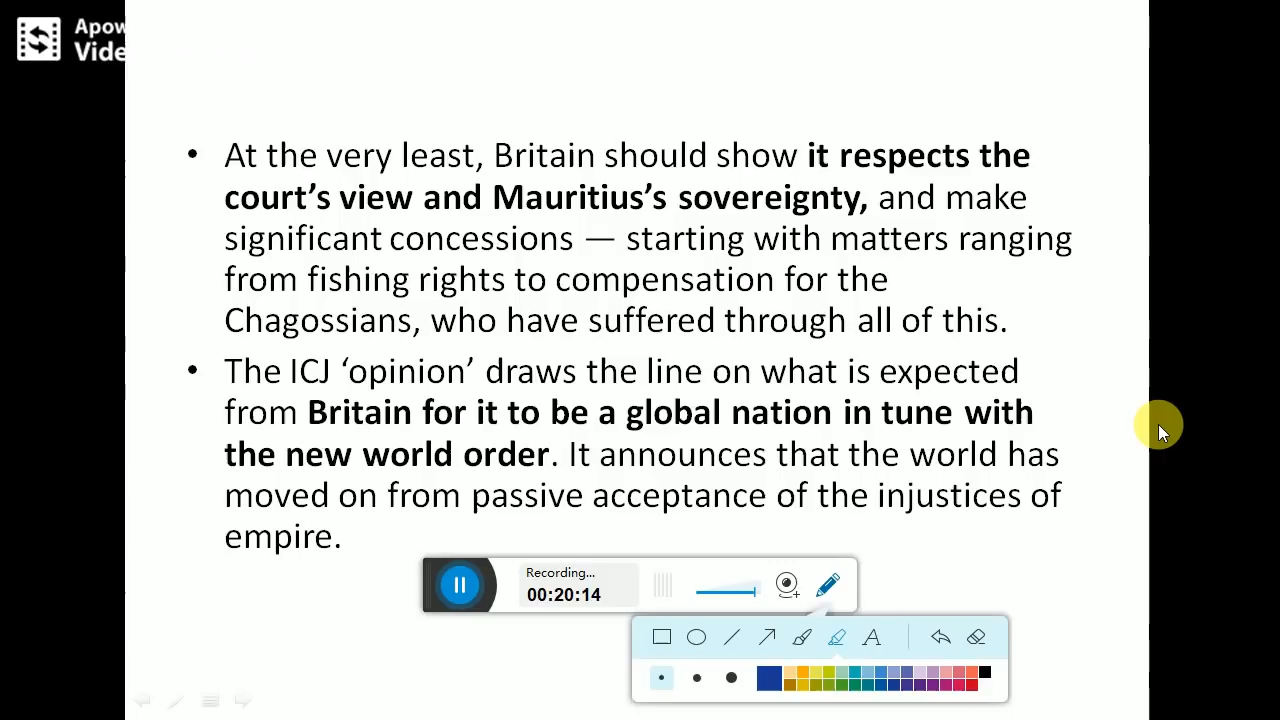 Apow
Vide
• At the very least, Britain should show it respects the
court’s view and Mauritius’s sovereignty, and make
significant concessions — starting with matters ranging
from fishing rights to compensation for the
Chagossians, who have suffered through all of this.
• The ICJ ‘opinion’ draws the line on what is expected
from Britain for it to be a global nation in tune with
the new world order. It announces that the world has
moved on from passive acceptance of the injustices of
empire.
Recording...
00:20:14
A